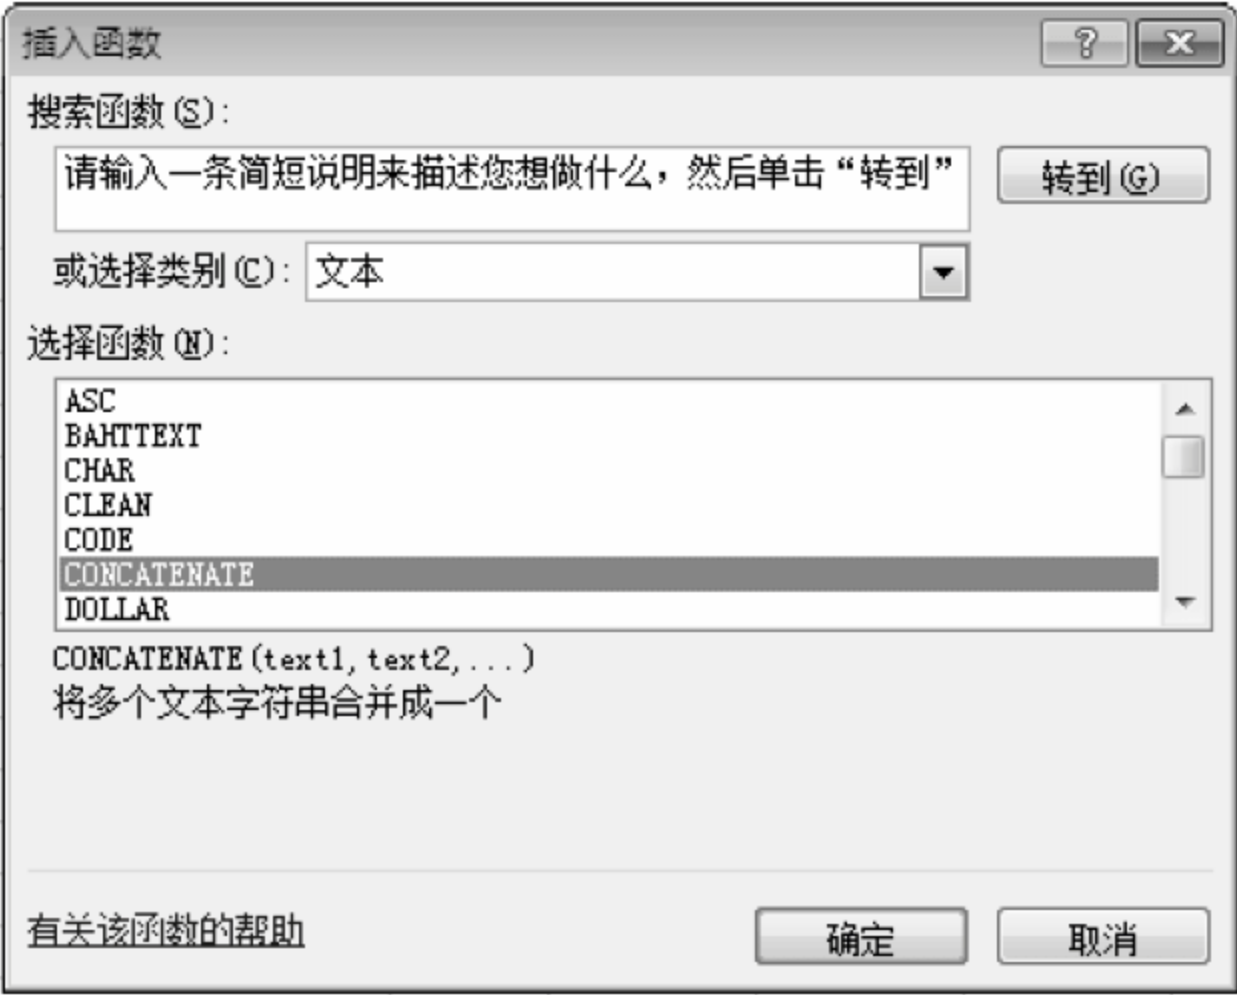 插入函数
搜索函数(S):
请输入一条简短说明来描述您想做什么，然后单击“转到”
转到(G)
或选择类别(C):
文本
选择函数(N):
ASC
BAHTTEXT
CHAR
CLEAN
CODE
CONCATENATE
DOLLAR
CONCATENATE(text1,text2,...)
将多个文本字符串合并成一个
有关该函数的帮助
确定
取消